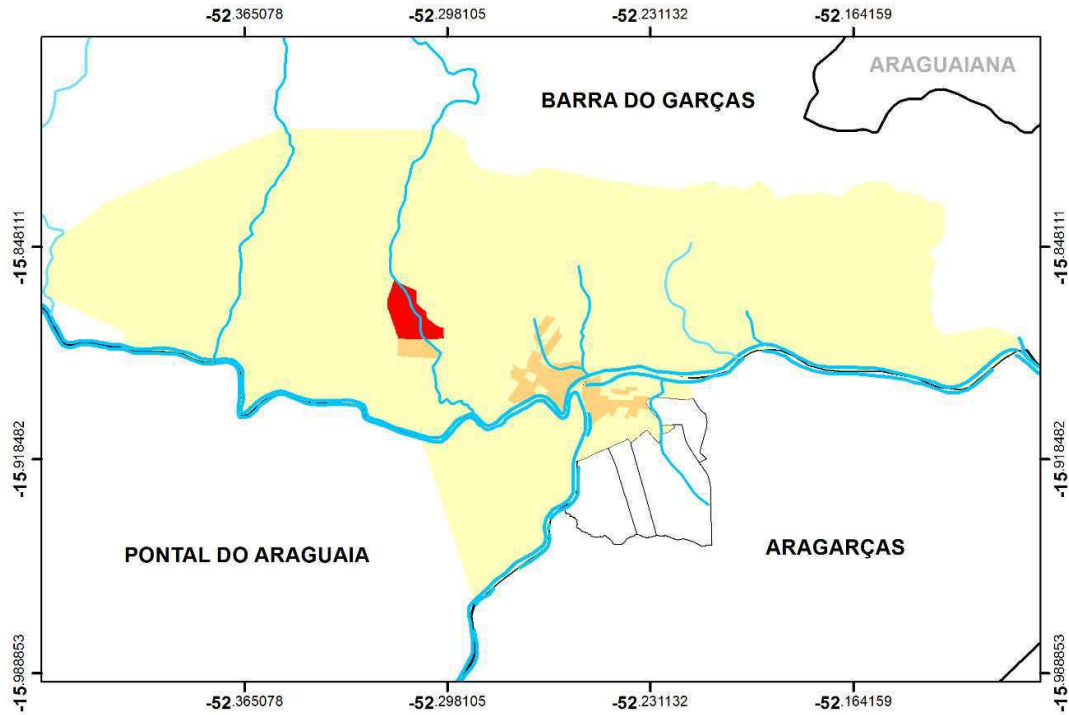 -52.365078 -52.298105 -52.231132 -52.164159
ARAGUAIANA
BARRA DO GARÇAS
-15.848111 -15.848111
-15.918482 -15.918482
PONTAL DO ARAGUAIA ARAGARÇAS
-15.988853 -15.988853
-52.365078 -52.298105 -52.231132 -52.164159